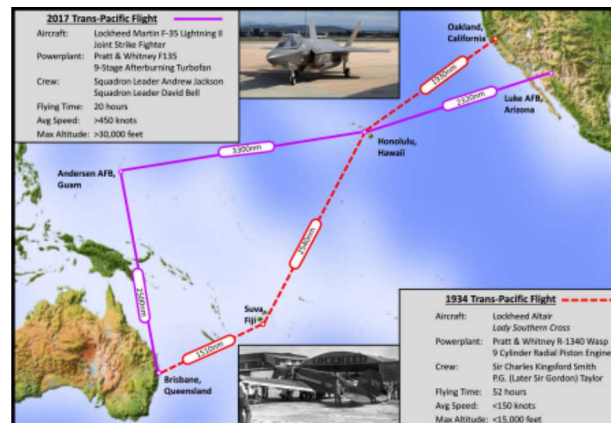 2017 Trans-Pacific Flight
Aircraft: Lockheed Martin F-35 Lightning II
Joint Strike Fighter
Powerplant: Pratt & Whitney F135
9-Stage Afterburning Turbofan
Crew: Squadron Leader Andrew Jackson
Squadron Leader David Bell
Flying Time: 20 hours
Avg Speed: >450 knots
Max Altitude: >30,000 feet
Oakland,
California
1930nm
2320nm
Luke AFB,
Arizona
Honolulu,
Hawaii
3300nm
Andersen AFB,
Guam
2540nm
2500nm
Suva,
Fiji
1510nm
Brisbane,
Queensland
1934 Trans-Pacific Flight
Aircraft: Lockheed Altair
Lady Southern Cross
Powerplant: Pratt & Whitney R-1340 Wasp
9 Cylinder Radial Piston Engine
Crew: Sir Charles Kingsford Smith
P.G. (Later Sir Gordon) Taylor
Flying Time: 52 hours
Avg Speed: <150 knots
Max Altitude: <15,000 feet